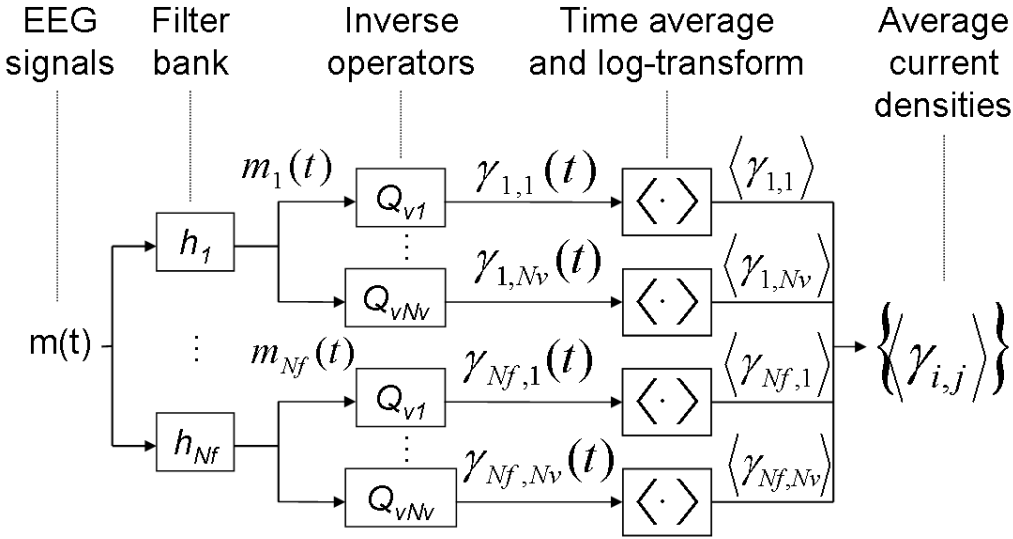 EEG signals
Filter bank
Inverse operators
Time average and log-transform
Average current densities
m₁(t)
Q_v1
γ₁,₁(t)
⟨·⟩
⟨γ₁,₁⟩
h₁
⋮
Q_vNv
γ₁,Nv(t)
⟨·⟩
⟨γ₁,Nv⟩
m(t)
⋮
{⟨γ_i,j⟩}
m_Nf(t)
Q_v1
γ_Nf,1(t)
⟨·⟩
⟨γ_Nf,1⟩
h_Nf
⋮
Q_vNv
γ_Nf,Nv(t)
⟨·⟩
⟨γ_Nf,Nv⟩